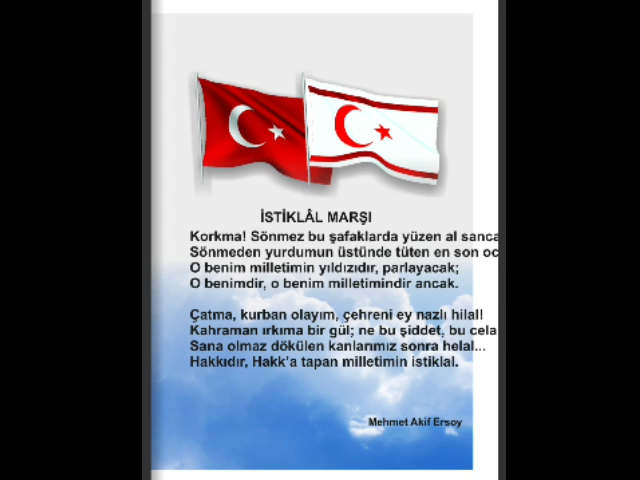 İSTİKLÂL MARŞI
Korkma! Sönmez bu şafaklarda yüzen al sanca
Sönmeden yurdumun üstünde tüten en son oc
O benim milletimin yıldızıdır, parlayacak;
O benimdir, o benim milletimindir ancak.
Çatma, kurban olayım, çehreni ey nazlı hilal!
Kahraman ırkıma bir gül; ne bu şiddet, bu cela
Sana olmaz dökülen kanlarımız sonra helal...
Hakkıdır, Hakk'a tapan milletimin istiklal.
Mehmet Akif Ersoy